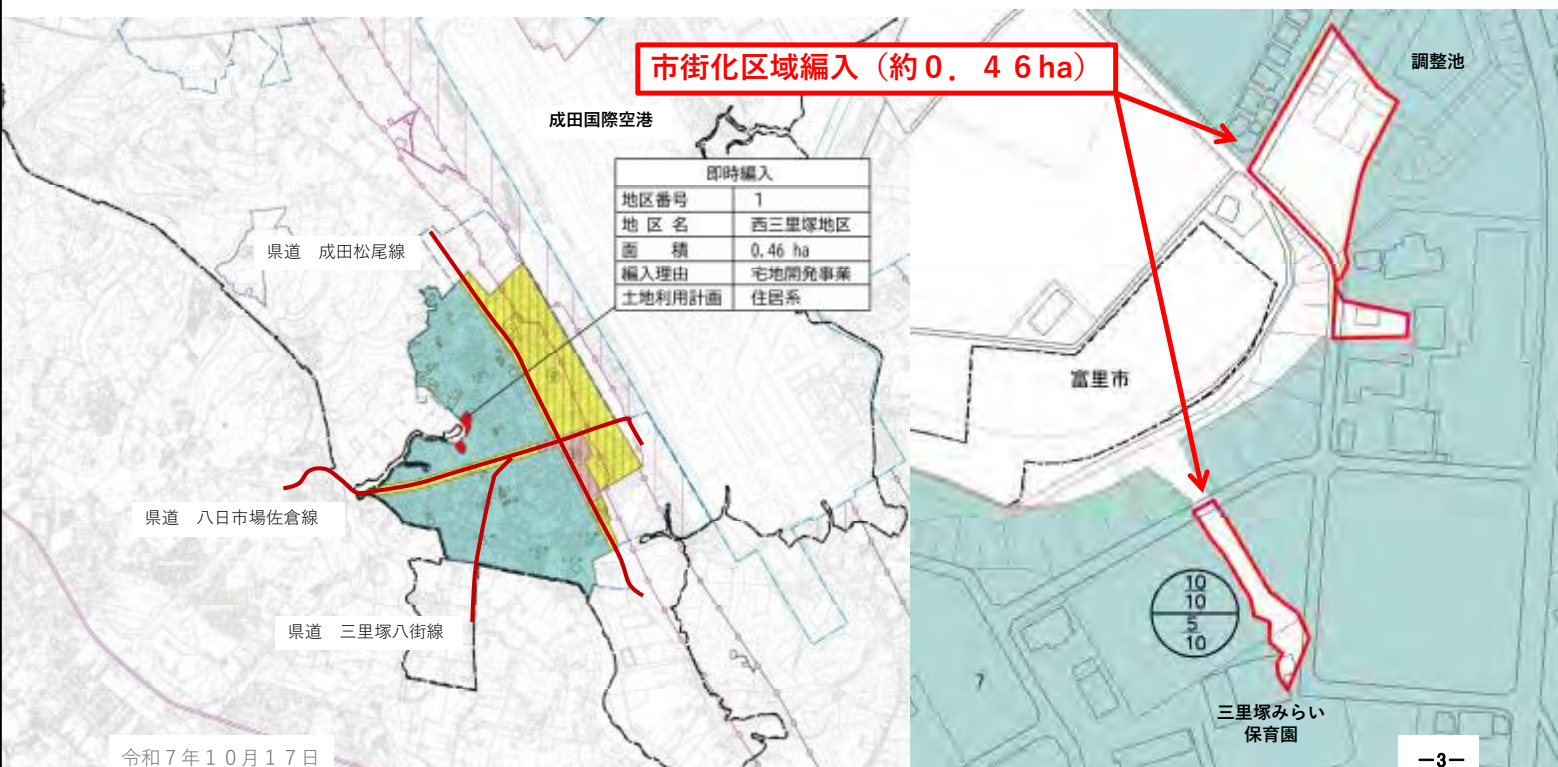 市街化区域編入（約０．４６ha）
調整池
成田国際空港
即時編入
地区番号 1
地区名 西三里塚地区
面積 0.46 ha
編入理由 宅地開発事業
土地利用計画 住居系
県道 成田松尾線
富里市
県道 八日市場佐倉線
県道 三里塚八街線
10
10
5
10
7
三里塚みらい
保育園
令和７年１０月１７日
−3−